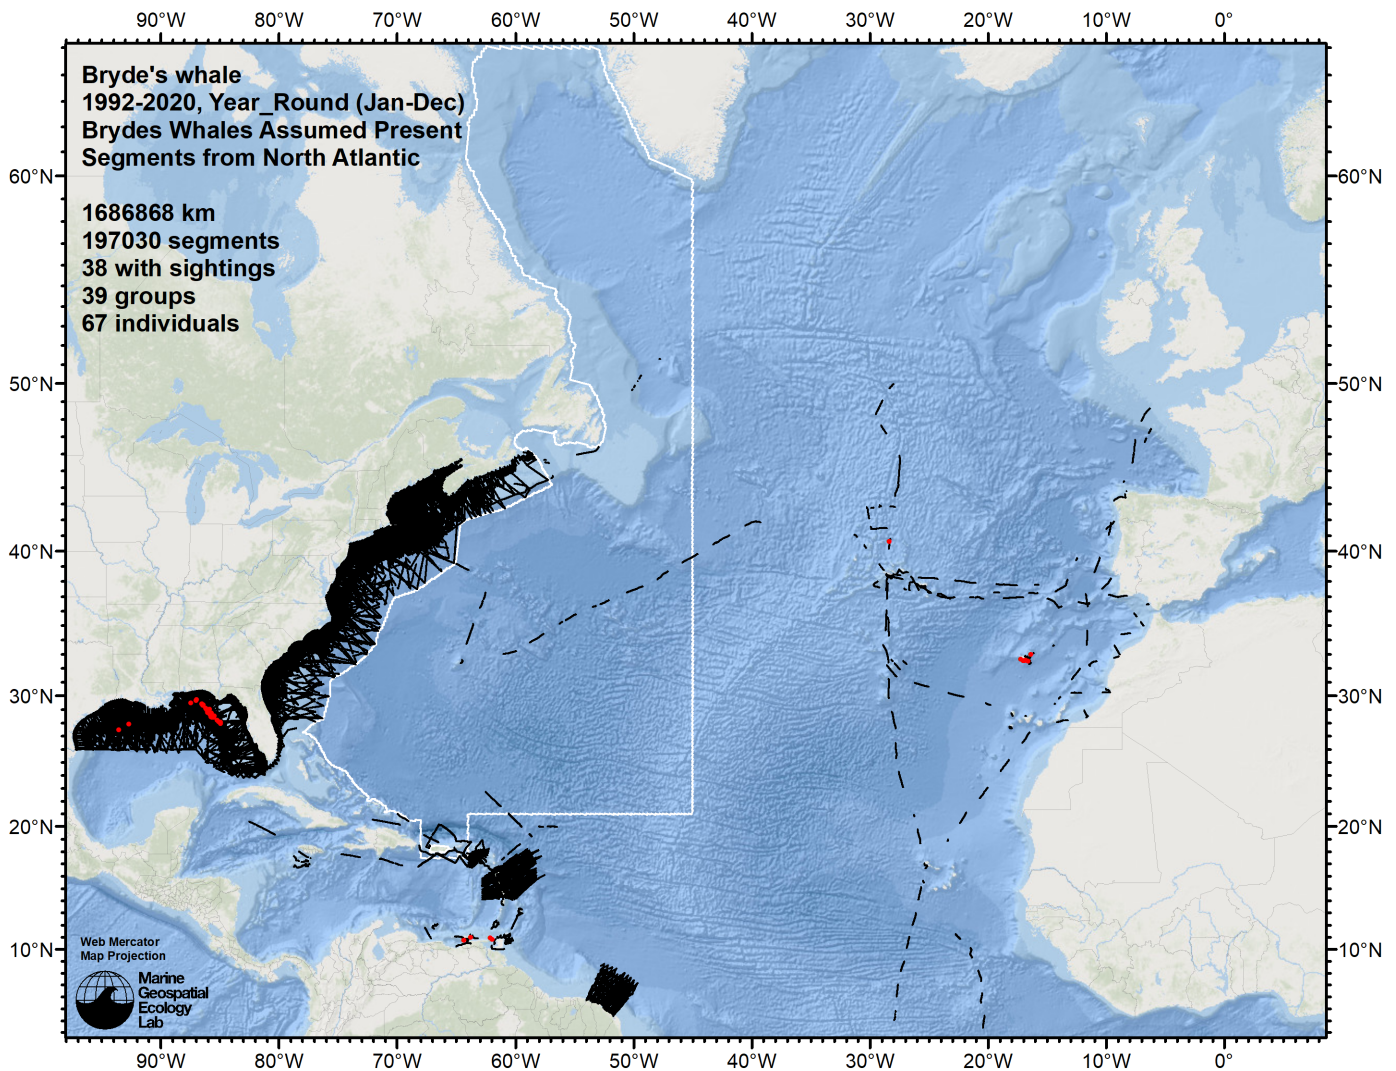 90°W 80°W 70°W 60°W 50°W 40°W 30°W 20°W 10°W 0°
Bryde's whale
1992-2020, Year_Round (Jan-Dec)
Brydes Whales Assumed Present
Segments from North Atlantic
1686868 km
197030 segments
38 with sightings
39 groups
67 individuals
60°N 60°N
50°N 50°N
40°N 40°N
30°N 30°N
20°N 20°N
10°N 10°N
Web Mercator
Map Projection
Marine
Geospatial
Ecology
Lab
90°W 80°W 70°W 60°W 50°W 40°W 30°W 20°W 10°W 0°